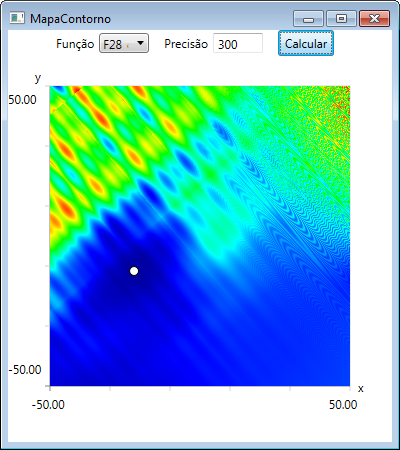 MapaContorno
Função F28 Precisão 300 Calcular
y
50.00
-50.00
x
-50.00 50.00